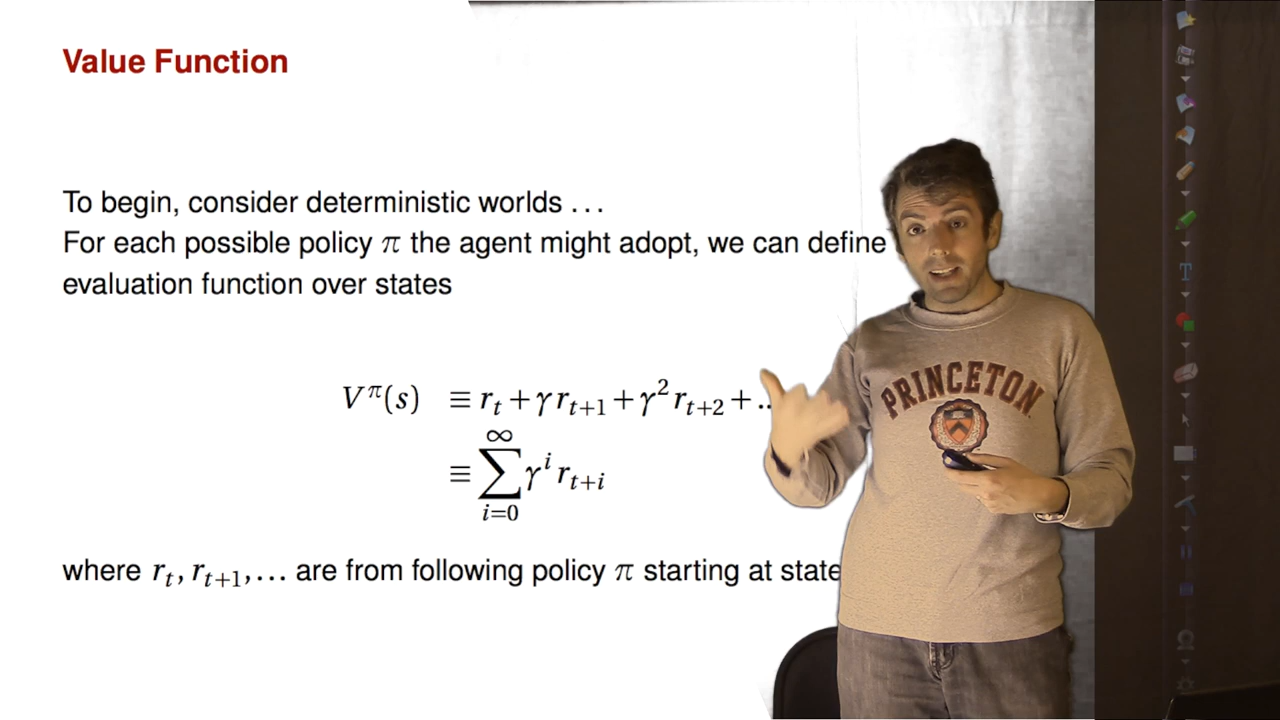 Value Function
To begin, consider deterministic worlds ...
For each possible policy π the agent might adopt, we can define
evaluation function over states
V^π(s) ≡ r_t + γ r_{t+1} + γ² r_{t+2} + ..
≡ ∑_{i=0}^{∞} γ^i r_{t+i}
where r_t, r_{t+1}, ... are from following policy π starting at state
PRINCETON
T